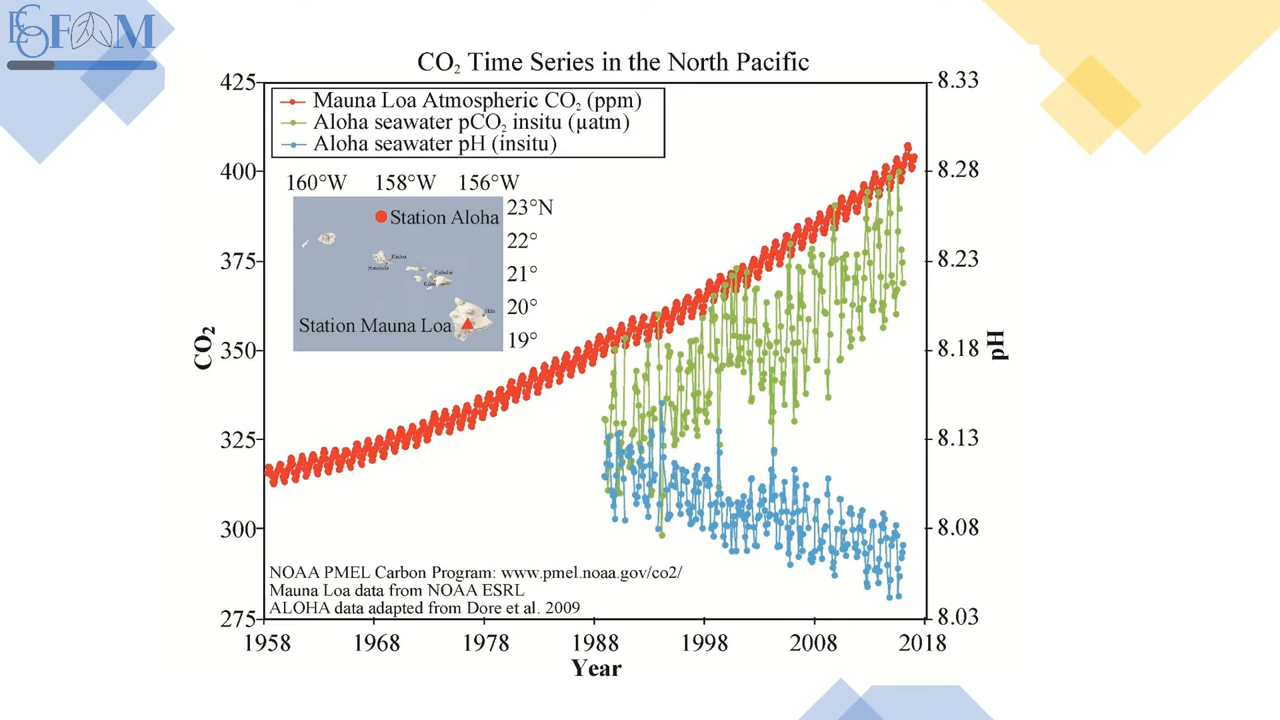 ESFAM
CO₂ Time Series in the North Pacific
425
400
375
350
325
300
275
CO₂
8.33
8.28
8.23
8.18
8.13
8.08
8.03
pH
Mauna Loa Atmospheric CO₂ (ppm)
Aloha seawater pCO₂ insitu (µatm)
Aloha seawater pH (insitu)
160°W 158°W 156°W
23°N
22°
21°
20°
19°
Station Aloha
Honolulu
Station Mauna Loa
Hilo
NOAA PMEL Carbon Program: www.pmel.noaa.gov/co2/
Mauna Loa data from NOAA ESRL
ALOHA data adapted from Dore et al. 2009
1958 1968 1978 1988 1998 2008 2018
Year